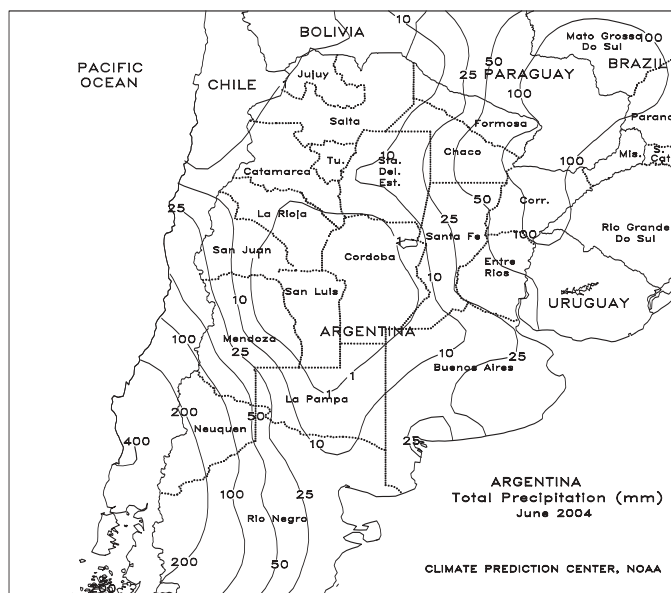 BOLIVIA
10
Mato Grosso
Do Sul
100
50
PACIFIC
OCEAN
CHILE
Jujuy
25
PARAGUAY
BRAZIL
100
Salta
Formosa
Parana
Catamarca
Tu.
10
Sta.
Del.
Est.
Chaco
100
Mis.
S.
Cat
25
La Rioja
50
Corr.
25
Santa Fe
100
Rio Grande
Do Sul
San Juan
Cordoba
1
Entre
Rios
10
10
San Luis
URUGUAY
100
Mendoza
ARGENTINA
25
10
25
Buenos Aires
1
1
La Pampa
200
50
Neuquen
400
10
25
100
25
Rio Negro
ARGENTINA
Total Precipitation (mm)
June 2004
200
50
CLIMATE PREDICTION CENTER, NOAA